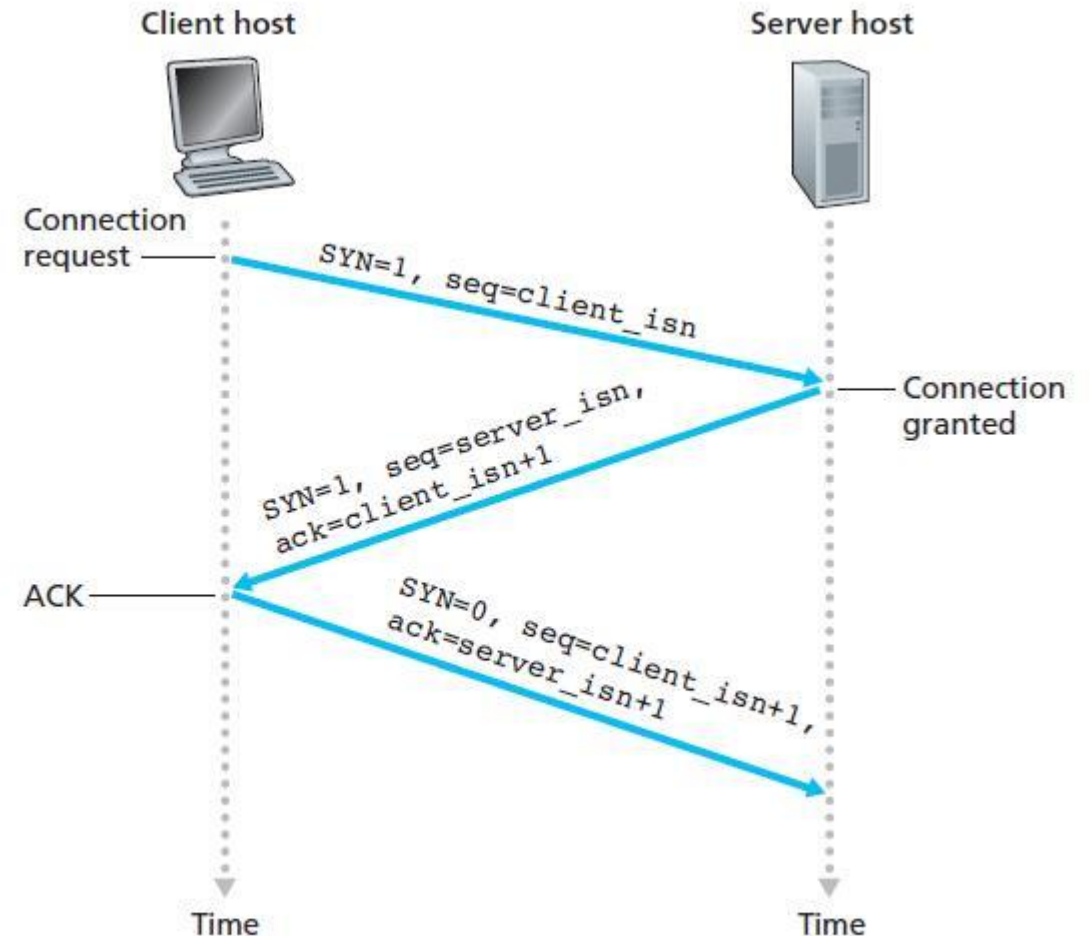 Client host
Server host
Connection
request
SYN=1, seq=client_isn
Connection
granted
SYN=1, seq=server_isn,
ack=client_isn+1
ACK
SYN=0, seq=client_isn+1,
ack=server_isn+1
Time
Time